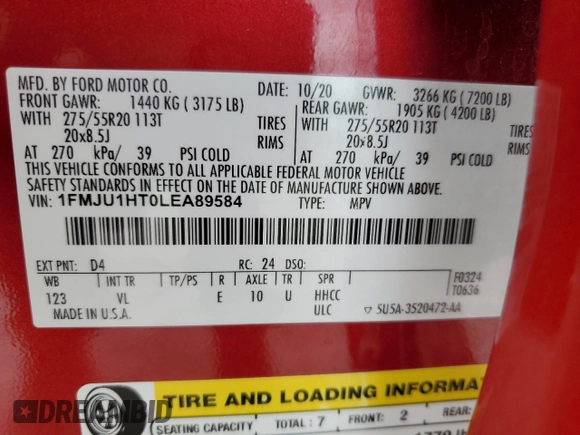 MFD. BY FORD MOTOR CO.
DATE: 10/20 GVWR: 3266 KG ( 7200 LB)
FRONT GAWR: 1440 KG ( 3175 LB)
REAR GAWR: 1905 KG ( 4200 LB)
WITH 275/55R20 113T TIRES
WITH 275/55R20 113T TIRES
20x8.5J RIMS
20x8.5J RIMS
AT 270 kPa/ 39 PSI COLD
AT 270 kPa/ 39 PSI COLD
THIS VEHICLE CONFORMS TO ALL APPLICABLE FEDERAL MOTOR VEHICLE
SAFETY STANDARDS IN EFFECT ON THE DATE OF MANUFACTURE SHOWN ABOVE.
VIN: 1FMJU1HT0LEA89584 TYPE: MPV
EXT PNT: D4 RC: 24 DSO:
WB INT TR TP/PS R AXLE TR SPR
F0324
T0636
123 VL E 10 U HHCC
MADE IN U.S.A. ULC 5U5A-3520472-AA
TIRE AND LOADING INFORMAT
SEATING CAPACITY TOTAL : 7 FRONT: 2 REAR:
DREAMBID